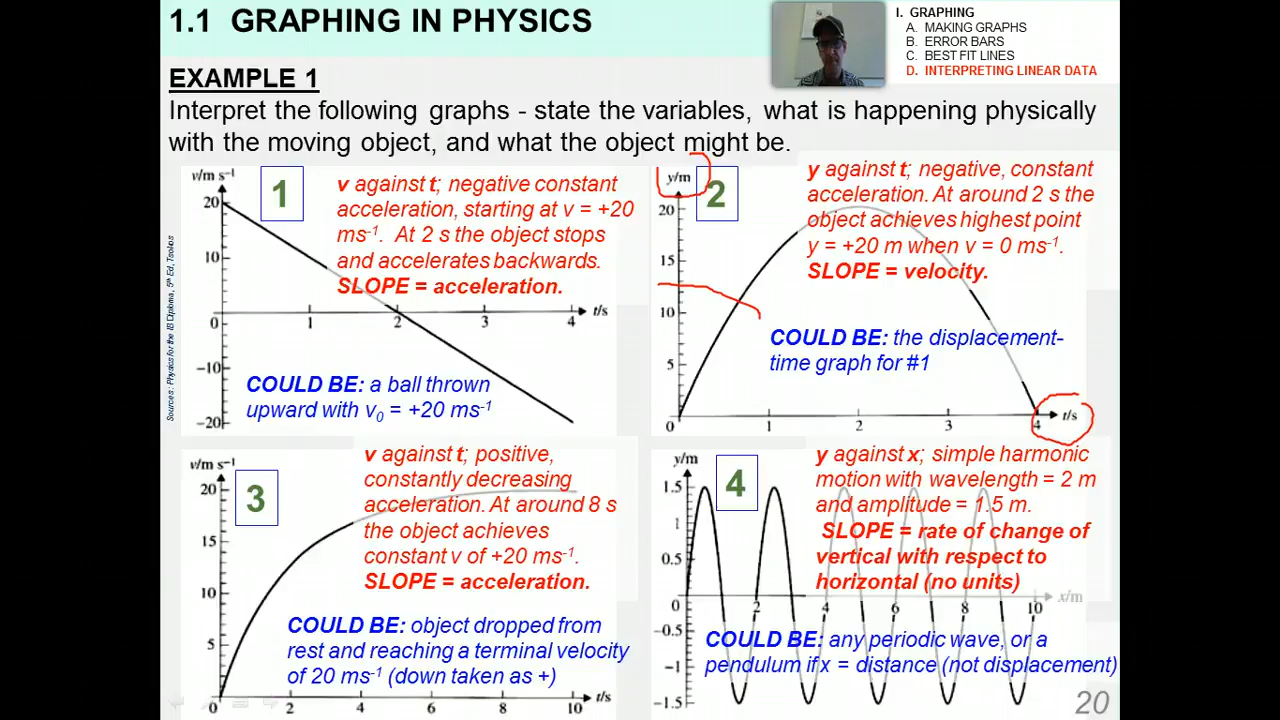 1.1 GRAPHING IN PHYSICS
I. GRAPHING
A. MAKING GRAPHS
B. ERROR BARS
C. BEST FIT LINES
D. INTERPRETING LINEAR DATA
EXAMPLE 1
Interpret the following graphs - state the variables, what is happening physically
with the moving object, and what the object might be.
Sources: Physics for the IB Diploma, 5th Ed, Tsokos
v/m s⁻¹
1
v against t; negative constant
acceleration, starting at v = +20
ms⁻¹. At 2 s the object stops
and accelerates backwards.
SLOPE = acceleration.
20
10
0
−10
−20
1
2
3
4
t/s
COULD BE: a ball thrown
upward with v₀ = +20 ms⁻¹
y/m
2
y against t; negative, constant
acceleration. At around 2 s the
object achieves highest point
y = +20 m when v = 0 ms⁻¹.
SLOPE = velocity.
20
15
10
5
0
1
2
3
4
t/s
COULD BE: the displacement-
time graph for #1
v/m s⁻¹
3
v against t; positive,
constantly decreasing
acceleration. At around 8 s
the object achieves
constant v of +20 ms⁻¹.
SLOPE = acceleration.
20
15
10
5
0
2
4
6
8
10
t/s
COULD BE: object dropped from
rest and reaching a terminal velocity
of 20 ms⁻¹ (down taken as +)
y/m
4
y against x; simple harmonic
motion with wavelength = 2 m
and amplitude = 1.5 m.
SLOPE = rate of change of
vertical with respect to
horizontal (no units)
1.5
1
0.5
0
−0.5
−1
−1.5
2
4
6
8
10
x/m
COULD BE: any periodic wave, or a
pendulum if x = distance (not displacement)
20